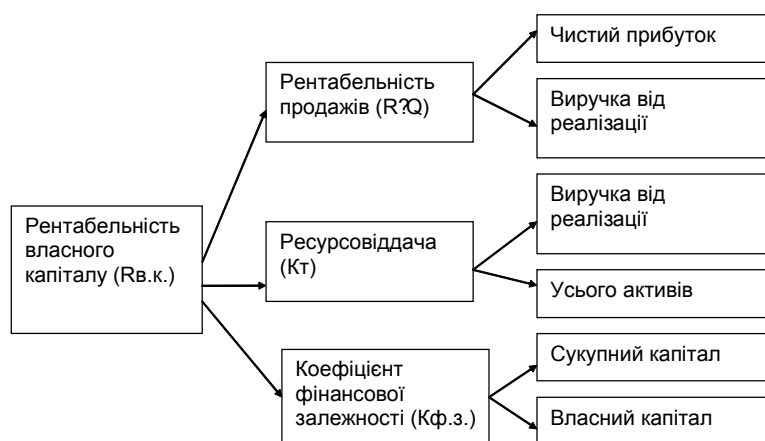 Чистий прибуток
Рентабельність
продажів (R?Q)
Виручка від
реалізації
Рентабельність
власного
капіталу (Rв.к.)
Ресурсовіддача
(Кт)
Виручка від
реалізації
Усього активів
Коефіцієнт
фінансової
залежності (Кф.з.)
Сукупний капітал
Власний капітал